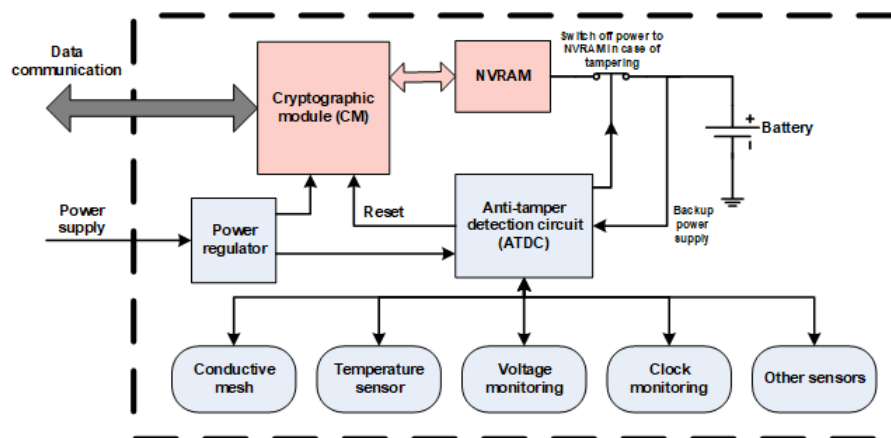 Switch off power to
NVRAM in case of
tampering
Data
communication
Cryptographic
module (CM)
NVRAM
+
Battery
Power
supply
Power
regulator
Reset
Anti-tamper
detection circuit
(ATDC)
Backup
power
supply
Conductive
mesh
Temperature
sensor
Voltage
monitoring
Clock
monitoring
Other sensors